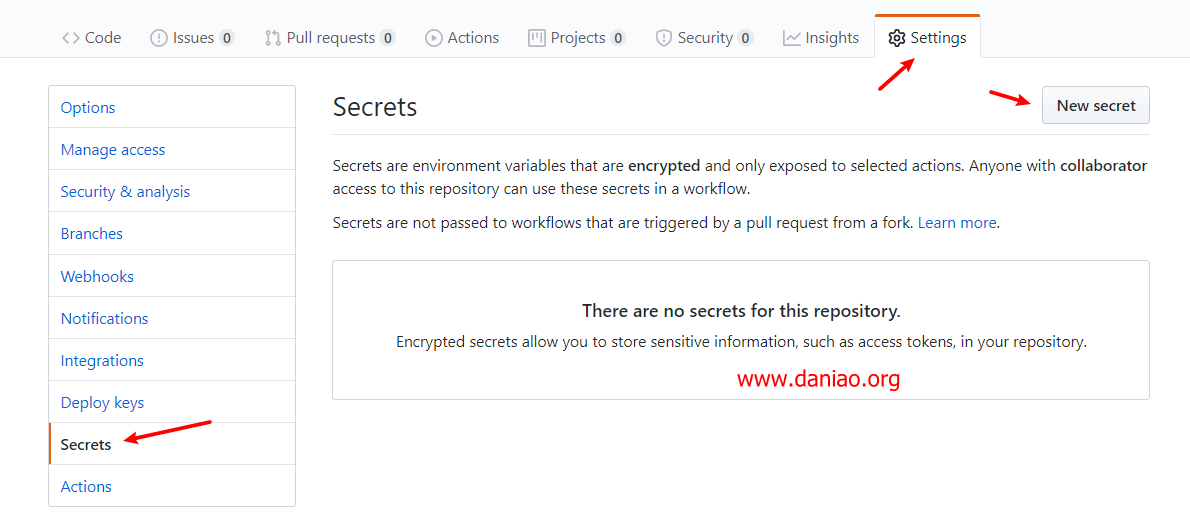 Code Issues 0 Pull requests 0 Actions Projects 0 Security 0 Insights Settings
Options
Manage access
Security & analysis
Branches
Webhooks
Notifications
Integrations
Deploy keys
Secrets
Actions
Secrets
New secret
Secrets are environment variables that are encrypted and only exposed to selected actions. Anyone with collaborator
access to this repository can use these secrets in a workflow.
Secrets are not passed to workflows that are triggered by a pull request from a fork. Learn more.
There are no secrets for this repository.
Encrypted secrets allow you to store sensitive information, such as access tokens, in your repository.
www.daniao.org